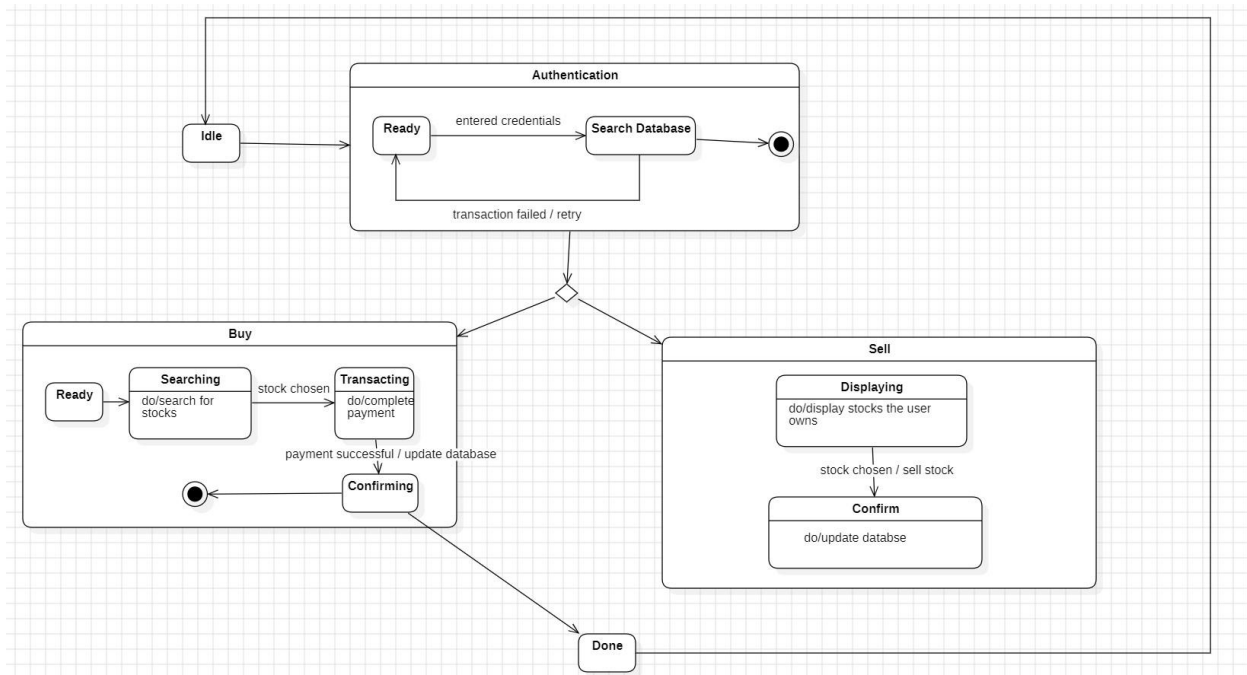 Authentication
Idle
Ready
entered credentials
Search Database
transaction failed / retry
Buy
Ready
Searching
do/search for
stocks
stock chosen
Transacting
do/complete
payment
payment successful / update database
Confirming
Sell
Displaying
do/display stocks the user
owns
stock chosen / sell stock
Confirm
do/update databse
Done